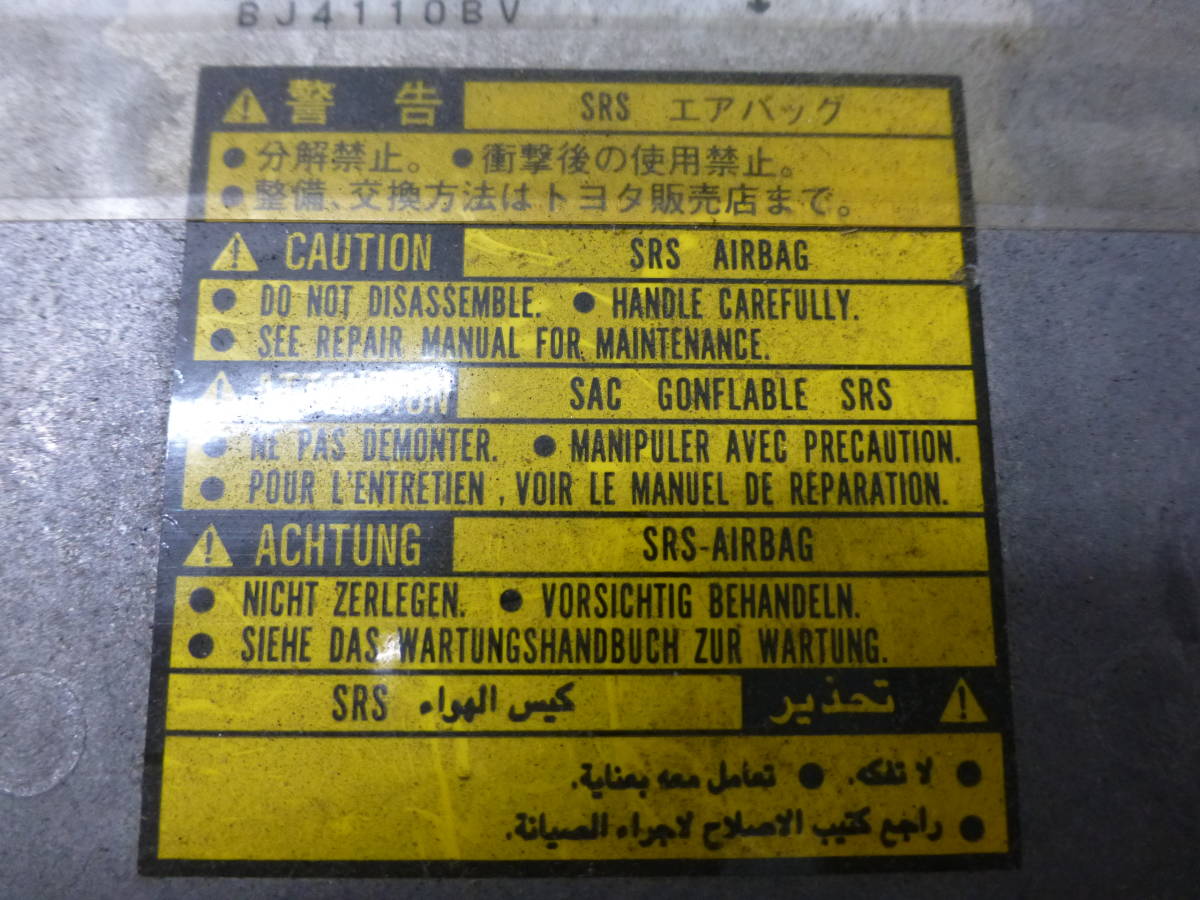 BJ4110BV
警告 SRS エアバッグ
●分解禁止。 ●衝撃後の使用禁止。
●整備、交換方法はトヨタ販売店まで。
CAUTION SRS AIRBAG
● DO NOT DISASSEMBLE. ● HANDLE CAREFULLY.
● SEE REPAIR MANUAL FOR MAINTENANCE.
ATTENTION SAC GONFLABLE SRS
● NE PAS DEMONTER. ● MANIPULER AVEC PRECAUTION.
● POUR L'ENTRETIEN , VOIR LE MANUEL DE REPARATION.
ACHTUNG SRS-AIRBAG
● NICHT ZERLEGEN. ● VORSICHTIG BEHANDELN.
● SIEHE DAS WARTUNGSHANDBUCH ZUR WARTUNG.
تحذير كيس الهواء SRS
● لا تفكه. ● تعامل معه بعناية.
● راجع كتيب الاصلاح لاجراء الصيانة.